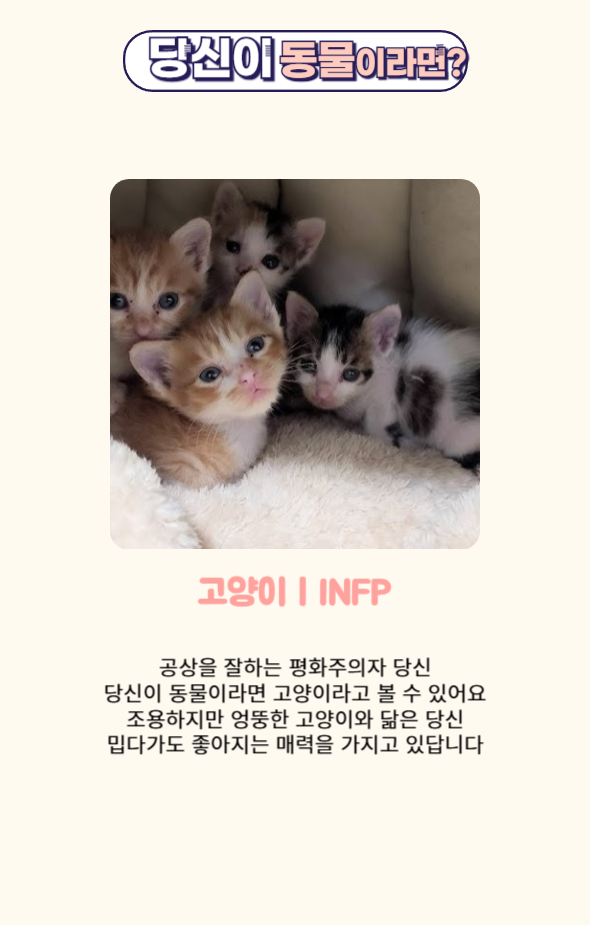 당신이 동물이라면?
고양이 | INFP
공상을 잘하는 평화주의자 당신
당신이 동물이라면 고양이라고 볼 수 있어요
조용하지만 엉뚱한 고양이와 닮은 당신
밉다가도 좋아지는 매력을 가지고 있답니다